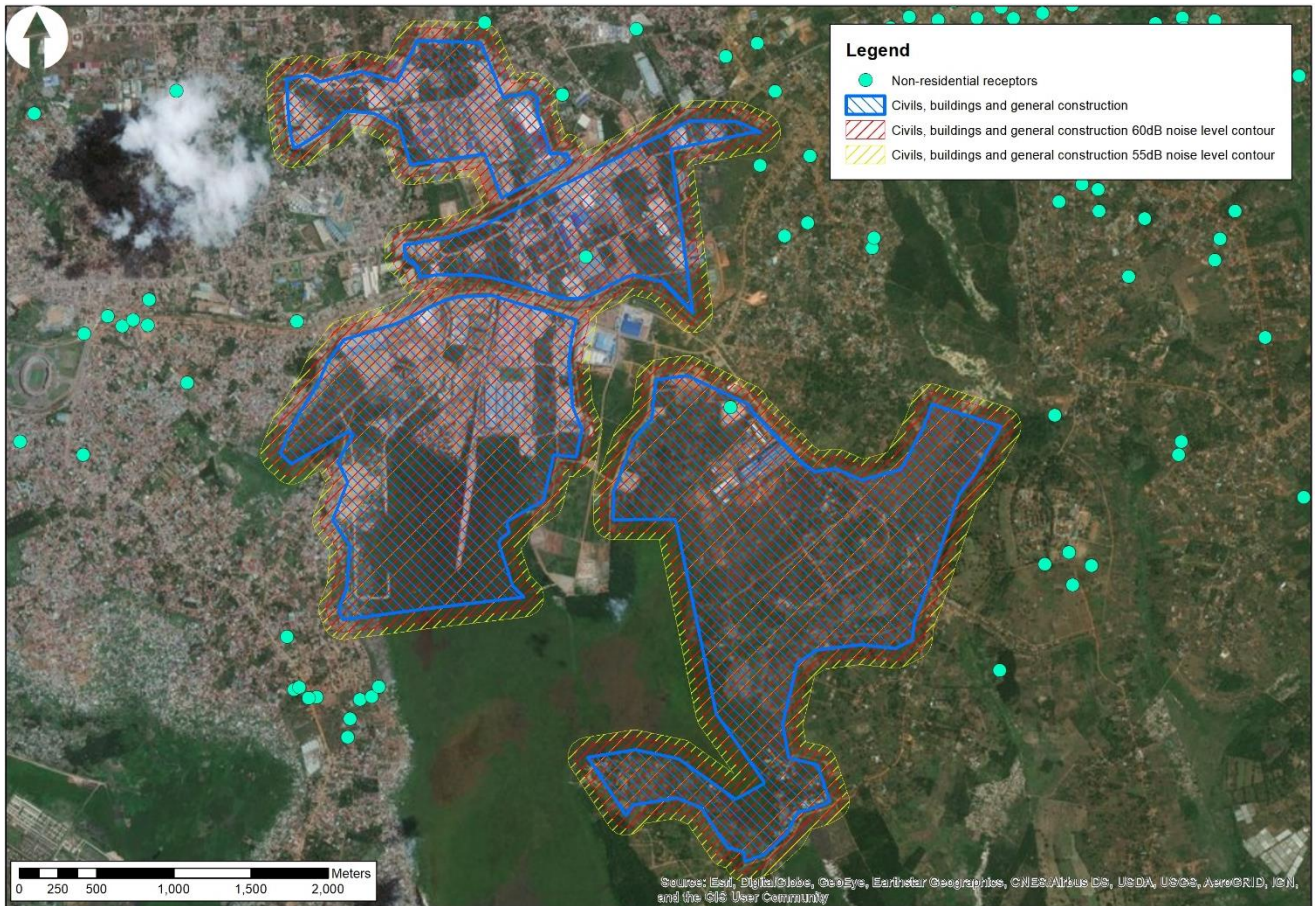 Legend
Non-residential receptors
Civils, buildings and general construction
Civils, buildings and general construction 60dB noise level contour
Civils, buildings and general construction 55dB noise level contour
Meters
0 250 500 1,000 1,500 2,000
Source: Esri, DigitalGlobe, GeoEye, Earthstar Geographics, CNES/Airbus DS, USDA, USGS, AeroGRID, IGN,
and the GIS User Community